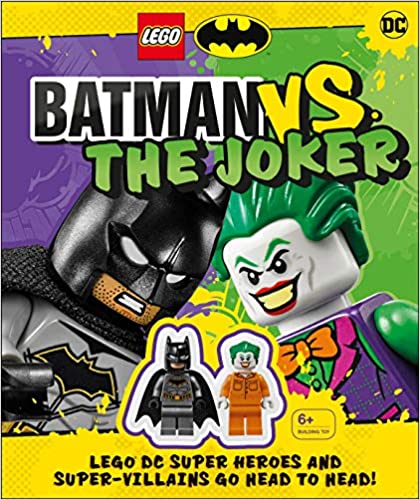 LEGO
DC
BATMAN VS.
THE JOKER
6+
BUILDING TOY
LEGO DC SUPER HEROES AND
SUPER-VILLAINS GO HEAD TO HEAD!